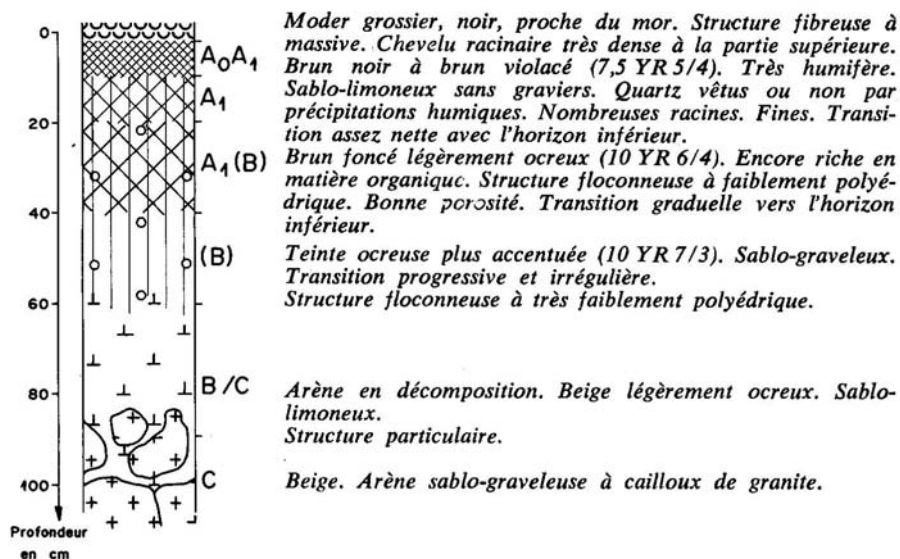 0
20
40
60
80
100
Profondeur
en cm
A₀A₁
A₁
A₁(B)
(B)
B/C
C
Moder grossier, noir, proche du mor. Structure fibreuse à
massive. Chevelu racinaire très dense à la partie supérieure.
Brun noir à brun violacé (7,5 YR 5/4). Très humifère.
Sablo-limoneux sans graviers. Quartz vêtus ou non par
précipitations humiques. Nombreuses racines. Fines. Transi-
tion assez nette avec l'horizon inférieur.
Brun foncé légèrement ocreux (10 YR 6/4). Encore riche en
matière organique. Structure floconneuse à faiblement polyé-
drique. Bonne porosité. Transition graduelle vers l'horizon
inférieur.
Teinte ocreuse plus accentuée (10 YR 7/3). Sablo-graveleux.
Transition progressive et irrégulière.
Structure floconneuse à très faiblement polyédrique.
Arène en décomposition. Beige légèrement ocreux. Sablo-
limoneux.
Structure particulaire.
Beige. Arène sablo-graveleuse à cailloux de granite.